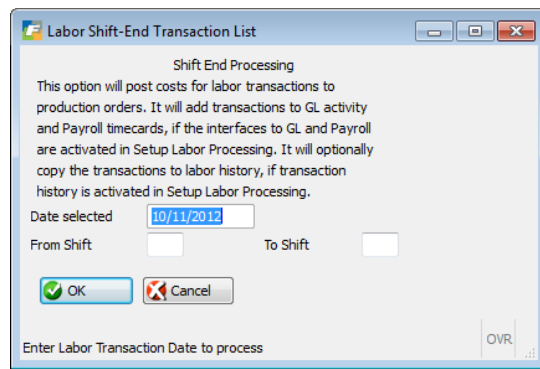 Labor Shift-End Transaction List
Shift End Processing
This option will post costs for labor transactions to
production orders. It will add transactions to GL activity
and Payroll timecards, if the interfaces to GL and Payroll
are activated in Setup Labor Processing. It will optionally
copy the transactions to labor history, if transaction
history is activated in Setup Labor Processing.
Date selected 10/11/2012
From Shift To Shift
OK Cancel
Enter Labor Transaction Date to process OVR